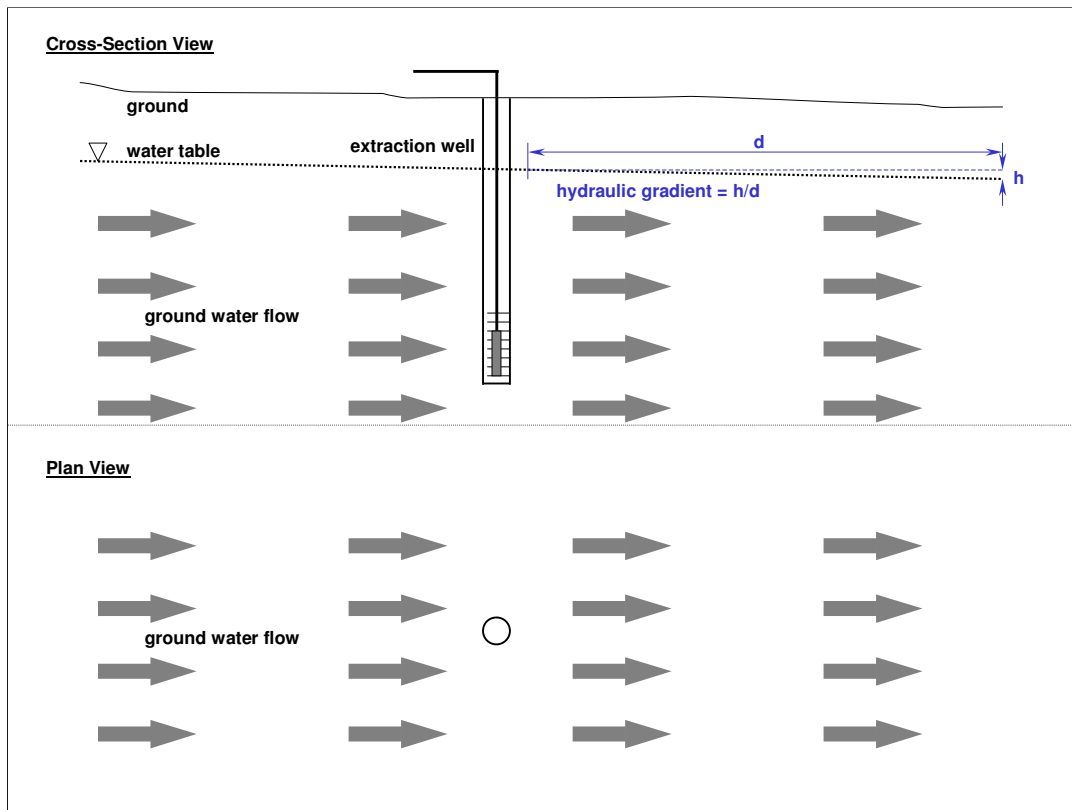 Cross-Section View
ground
water table
extraction well
d
h
hydraulic gradient = h/d
ground water flow
Plan View
ground water flow